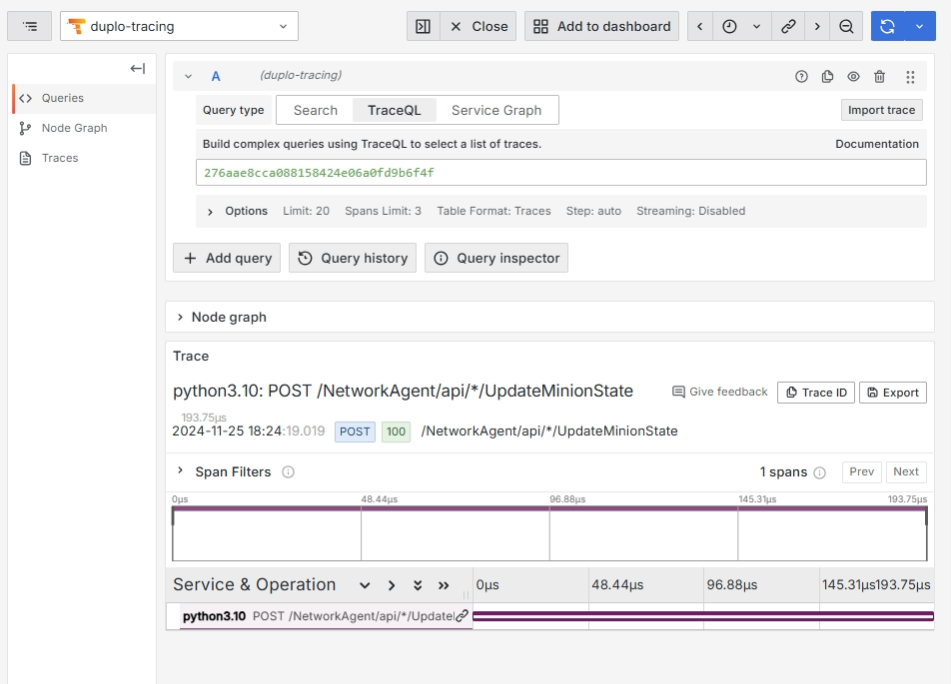 duplo-tracing
Close
Add to dashboard
Queries
Node Graph
Traces
A (duplo-tracing)
Query type Search TraceQL Service Graph Import trace
Build complex queries using TraceQL to select a list of traces. Documentation
276aae8cca088158424e06a0fd9b6f4f
Options Limit: 20 Spans Limit: 3 Table Format: Traces Step: auto Streaming: Disabled
Add query Query history Query inspector
Node graph
Trace
python3.10: POST /NetworkAgent/api/*/UpdateMinionState Give feedback Trace ID Export
193.75μs
2024-11-25 18:24:19.019 POST 100 /NetworkAgent/api/*/UpdateMinionState
Span Filters 1 spans Prev Next
0μs 48.44μs 96.88μs 145.31μs 193.75μs
Service & Operation 0μs 48.44μs 96.88μs 145.31μs193.75μs
python3.10 POST /NetworkAgent/api/*/Update